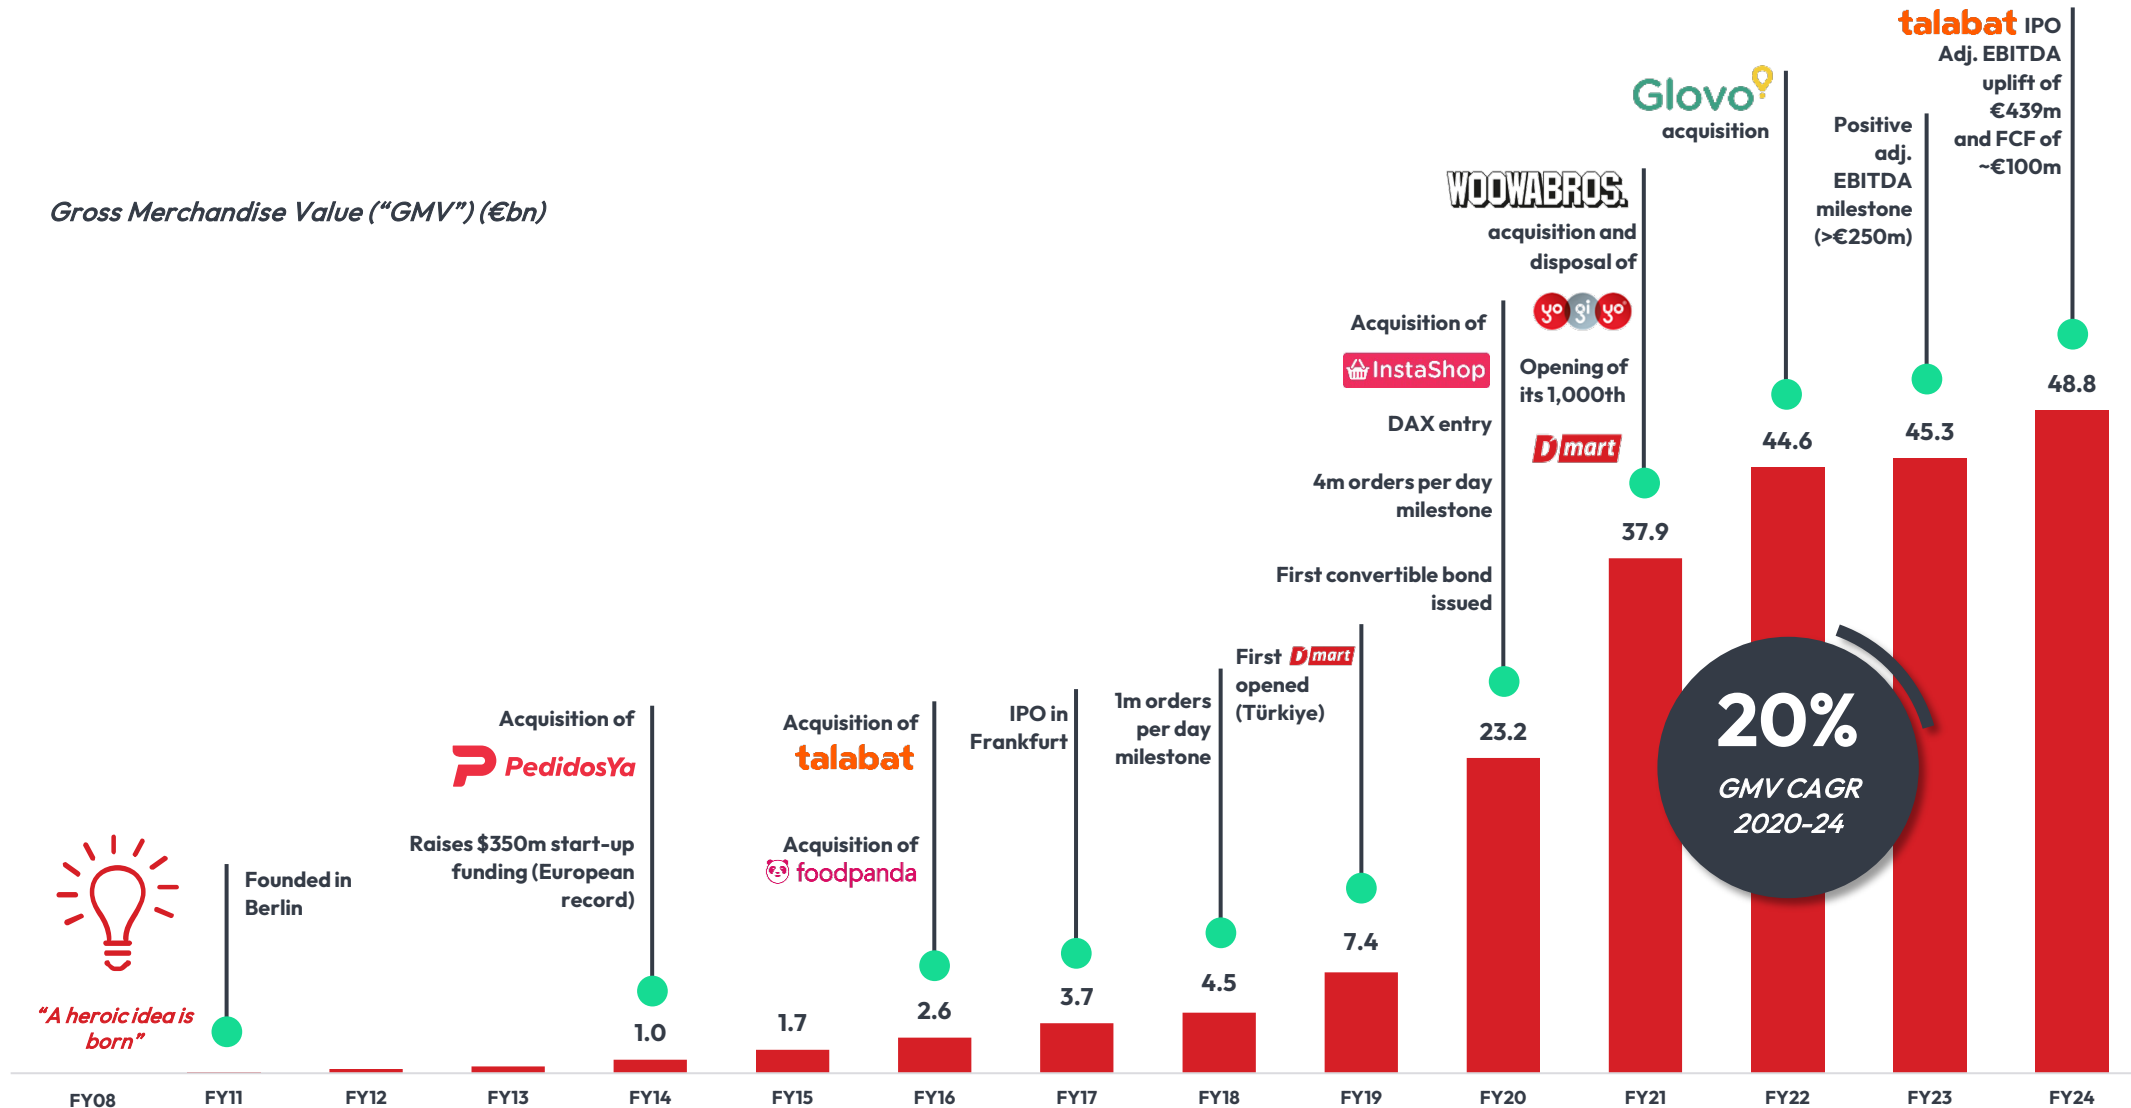 Gross Merchandise Value (“GMV”) (€bn)
“A heroic idea is
born”
Founded in
Berlin
Acquisition of
PedidosYa
Raises $350m start-up
funding (European
record)
1.0
1.7
Acquisition of
talabat
Acquisition of
foodpanda
2.6
IPO in
Frankfurt
3.7
1m orders
per day
milestone
4.5
First Dmart
opened
(Türkiye)
7.4
Acquisition of
InstaShop
DAX entry
4m orders per day
milestone
First convertible bond
issued
23.2
WOOWABROS.
acquisition and
disposal of
yo gi yo
Opening of
its 1,000th
Dmart
37.9
Glovo
acquisition
44.6
Positive
adj.
EBITDA
milestone
(>€250m)
45.3
talabat IPO
Adj. EBITDA
uplift of
€439m
and FCF of
~€100m
48.8
20%
GMV CAGR
2020-24
FY08 FY11 FY12 FY13 FY14 FY15 FY16 FY17 FY18 FY19 FY20 FY21 FY22 FY23 FY24